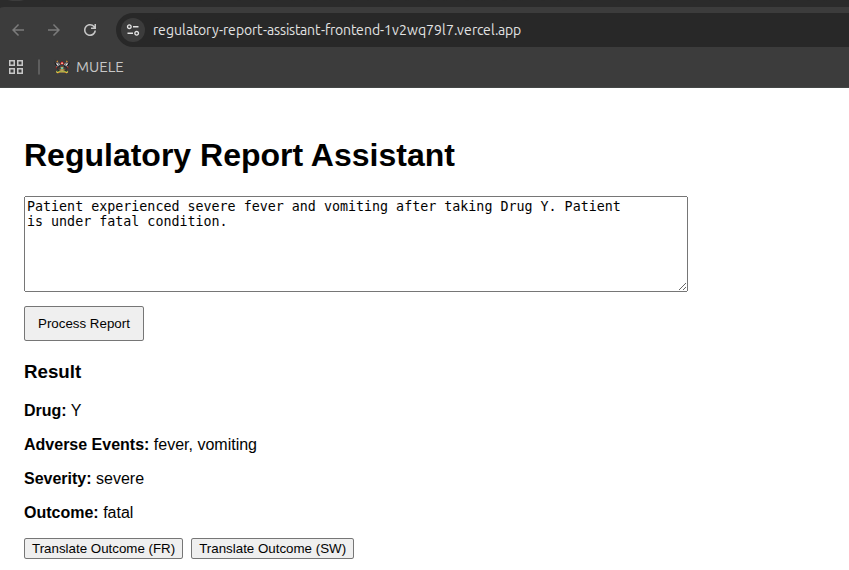 regulatory-report-assistant-frontend-1v2wq79l7.vercel.app
MUELE
Regulatory Report Assistant
Patient experienced severe fever and vomiting after taking Drug Y. Patient
is under fatal condition.
Process Report
Result
Drug: Y
Adverse Events: fever, vomiting
Severity: severe
Outcome: fatal
Translate Outcome (FR) Translate Outcome (SW)